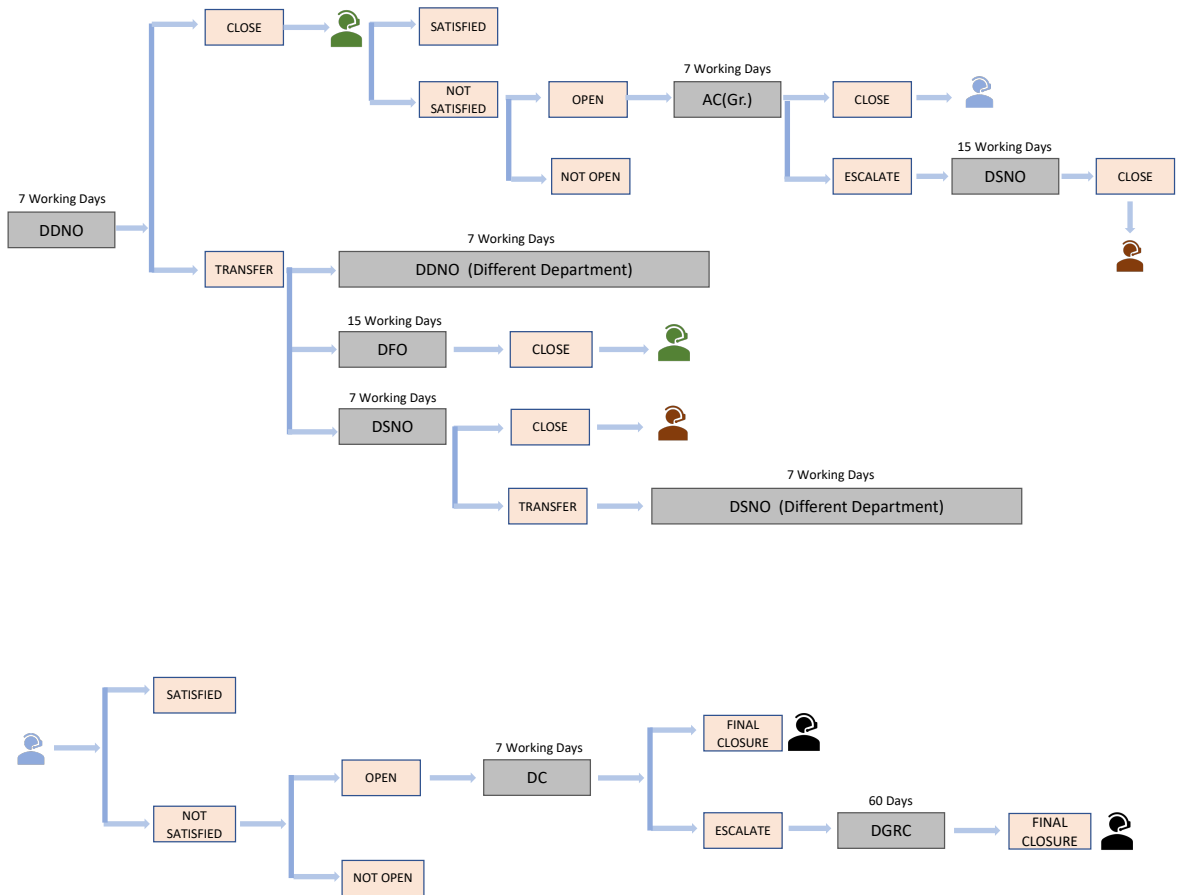 CLOSE
SATISFIED
7 Working Days
NOT
SATISFIED
OPEN
AC(Gr.)
CLOSE
15 Working Days
NOT OPEN
ESCALATE
DSNO
CLOSE
7 Working Days
DDNO
7 Working Days
TRANSFER
DDNO (Different Department)
15 Working Days
DFO
CLOSE
7 Working Days
DSNO
CLOSE
7 Working Days
TRANSFER
DSNO (Different Department)
SATISFIED
FINAL
CLOSURE
7 Working Days
OPEN
DC
60 Days
NOT
SATISFIED
ESCALATE
DGRC
FINAL
CLOSURE
NOT OPEN